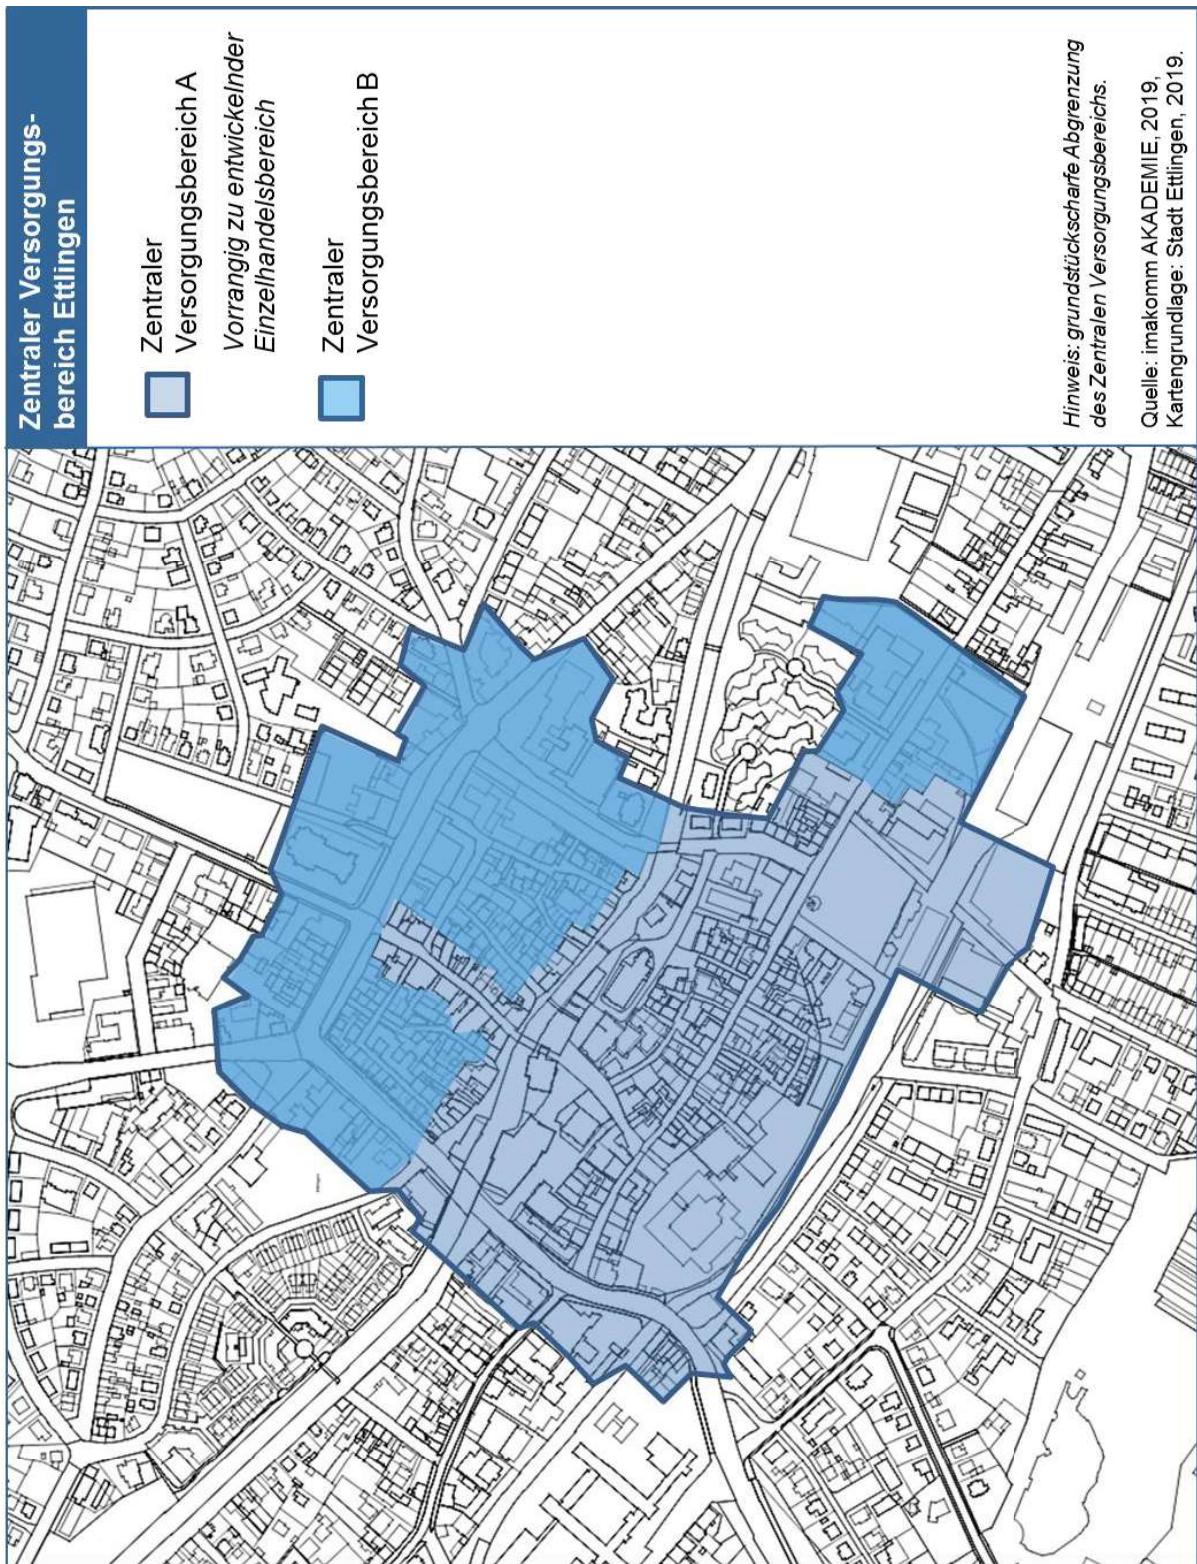 Zentraler Versorgungs-
bereich Ettlingen
Zentraler
Versorgungsbereich A
Vorrangig zu entwickelnder
Einzelhandelsbereich
Zentraler
Versorgungsbereich B
Hinweis: grundstückscharfe Abgrenzung
des Zentralen Versorgungsbereichs.
Quelle: imakomm AKADEMIE, 2019,
Kartengrundlage: Stadt Ettlingen, 2019.